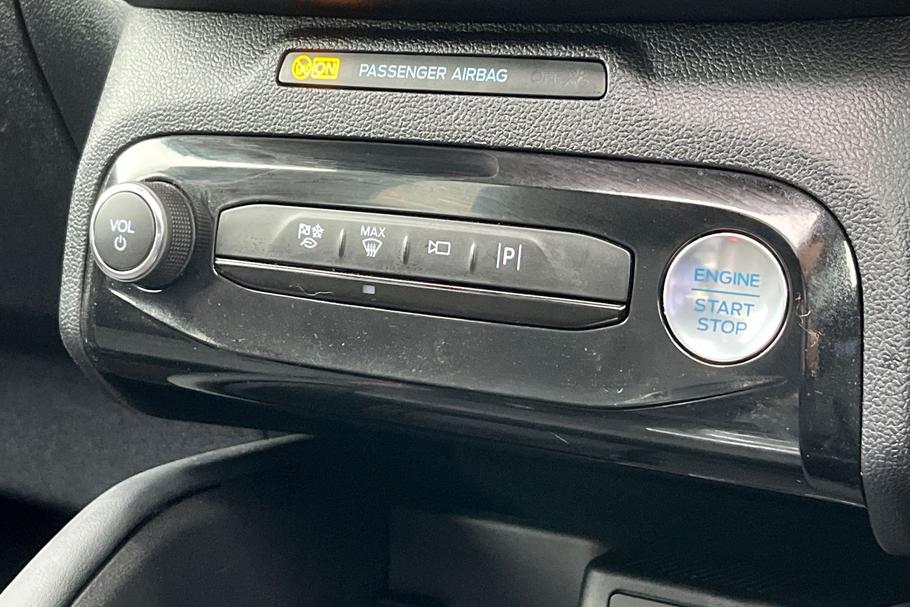 ON PASSENGER AIRBAG OFF
VOL
MAX
P
ENGINE
START
STOP